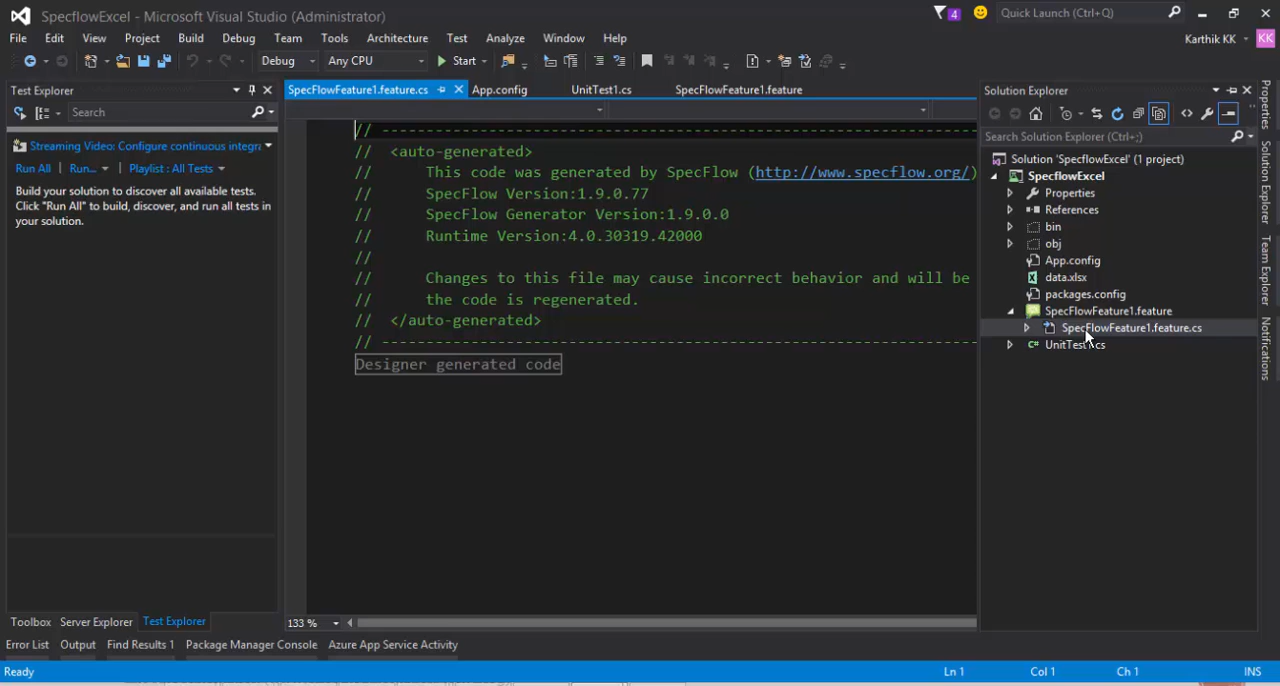 SpecflowExcel - Microsoft Visual Studio (Administrator)
4
Quick Launch (Ctrl+Q)
File Edit View Project Build Debug Team Tools Architecture Test Analyze Window Help
Karthik KK
KK
Debug
Any CPU
Start
Test Explorer
Search
Streaming Video: Configure continuous integra
Run All
Run...
Playlist : All Tests
Build your solution to discover all available tests.
Click "Run All" to build, discover, and run all tests in
your solution.
SpecFlowFeature1.feature.cs
App.config
UnitTest1.cs
SpecFlowFeature1.feature
// -----------------------------------------------------
// <auto-generated>
// This code was generated by SpecFlow (http://www.specflow.org/)
// SpecFlow Version:1.9.0.77
// SpecFlow Generator Version:1.9.0.0
// Runtime Version:4.0.30319.42000
//
// Changes to this file may cause incorrect behavior and will be
// the code is regenerated.
// </auto-generated>
// -----------------------------------------------------
Designer generated code
133 %
Solution Explorer
Search Solution Explorer (Ctrl+;)
Solution 'SpecflowExcel' (1 project)
SpecflowExcel
Properties
References
bin
obj
App.config
data.xlsx
packages.config
SpecFlowFeature1.feature
SpecFlowFeature1.feature.cs
C#
Properties
Solution Explorer
Team Explorer
Notifications
Toolbox
Server Explorer
Test Explorer
Error List
Output
Find Results 1
Package Manager Console
Azure App Service Activity
Ready
Ln 1
Col 1
Ch 1
INS